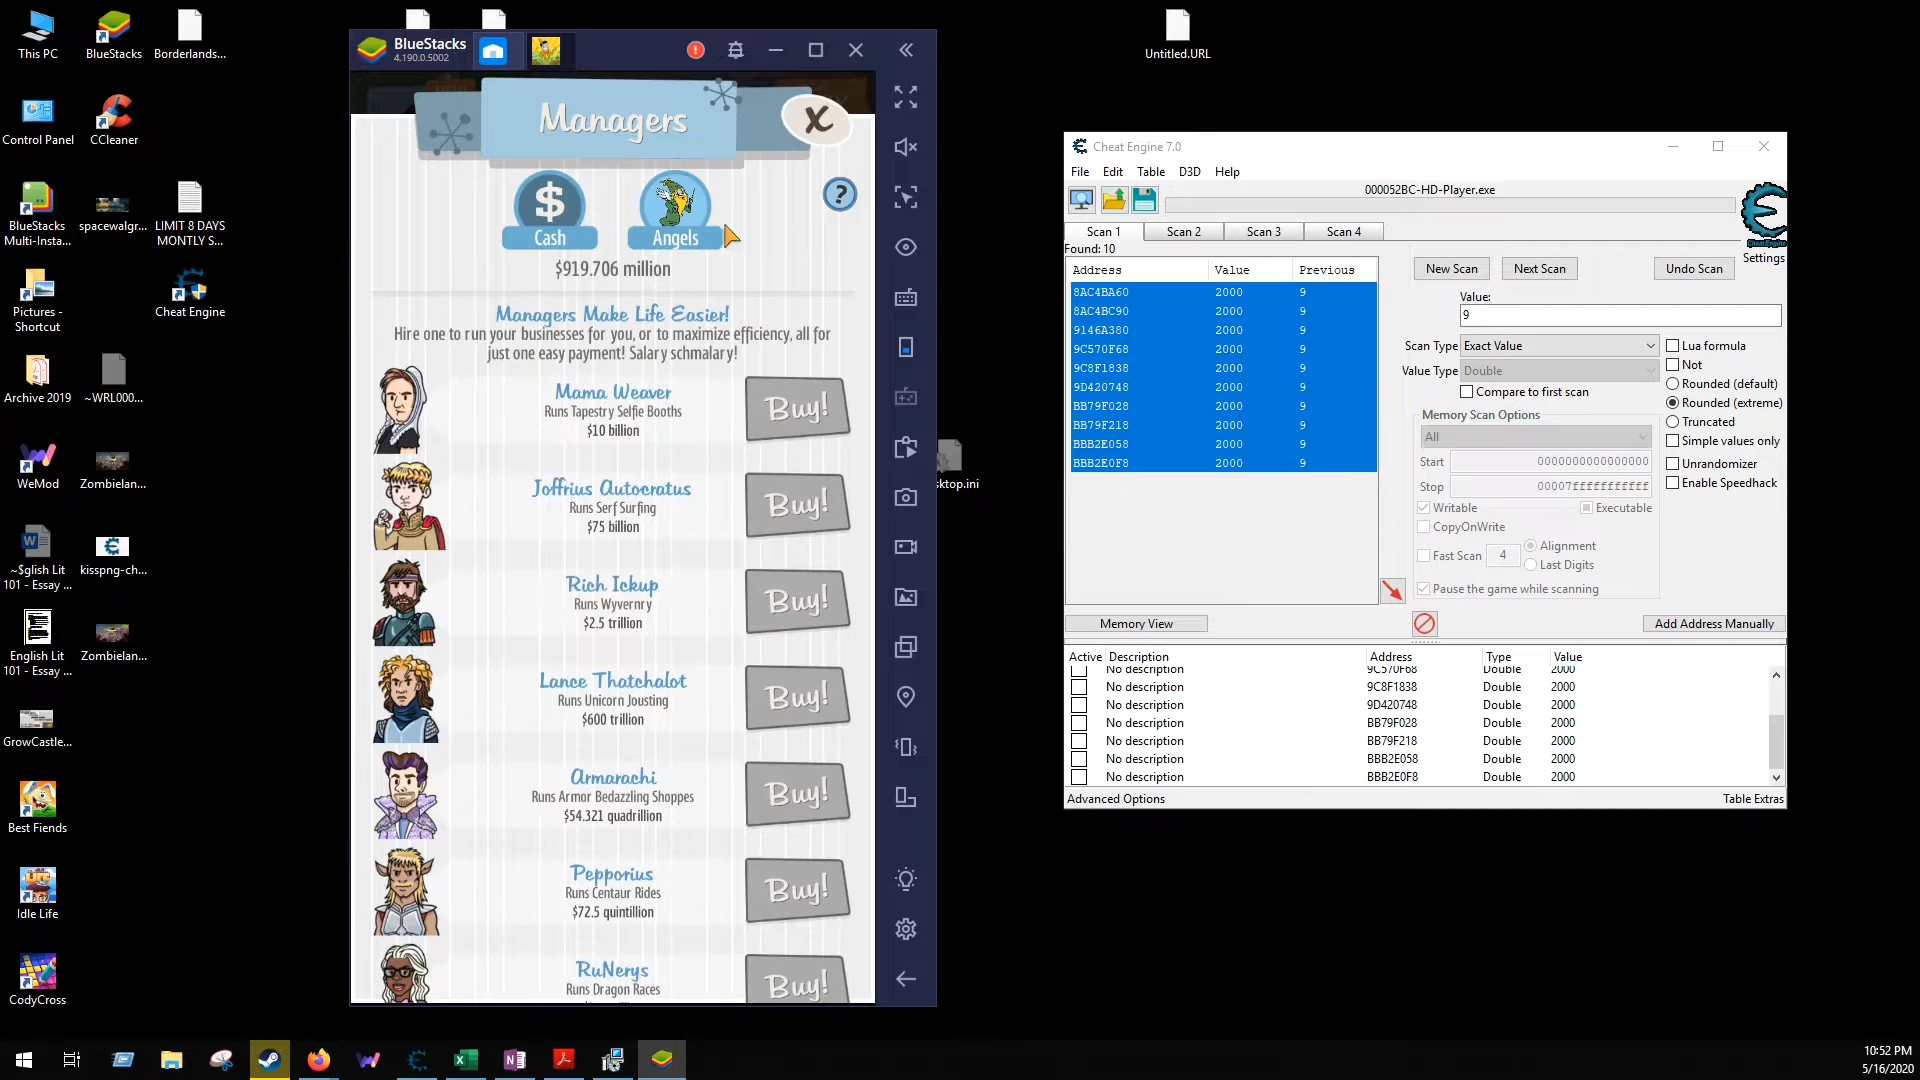 This PC
BlueStacks
Borderlands...
Control Panel
CCleaner
BlueStacks
Multi-Insta...
spacewalgr...
LIMIT 8 DAYS
MONTLY S...
Pictures -
Shortcut
Cheat Engine
Archive 2019
~WRL000...
WeMod
Zombielan...
~$glish Lit
101 - Essay ...
kisspng-ch...
English Lit
101 - Essay ...
Zombielan...
GrowCastle...
Best Fiends
Idle Life
CodyCross
Untitled.URL
sktop.ini
BlueStacks
4.190.0.5002
Managers
X
$
Cash
Angels
?
$919.706 million
Managers Make Life Easier!
Hire one to run your businesses for you, or to maximize efficiency, all for
just one easy payment! Salary schmalary!
Mama Weaver
Runs Tapestry Selfie Booths
$10 billion
Buy!
Joffrius Autocratus
Runs Serf Surfing
$75 billion
Buy!
Rich Ickup
Runs Wyvernry
$2.5 trillion
Buy!
Lance Thatchalot
Runs Unicorn Jousting
$600 trillion
Buy!
Armarachi
Runs Armor Bedazzling Shoppes
$54.321 quadrillion
Buy!
Pepporius
Runs Centaur Rides
$72.5 quintillion
Buy!
RuNerys
Runs Dragon Races
Buy!
Cheat Engine 7.0
File Edit Table D3D Help
000052BC-HD-Player.exe
Scan 1 Scan 2 Scan 3 Scan 4
Found: 10
Settings
Address Value Previous
8AC4BA60 2000 9
8AC4BC90 2000 9
9146A380 2000 9
9C570F68 2000 9
9C8F1838 2000 9
9D420748 2000 9
BB79F028 2000 9
BB79F218 2000 9
BBB2E058 2000 9
BBB2E0F8 2000 9
New Scan Next Scan Undo Scan
Value:
9
Scan Type Exact Value
Value Type Double
Compare to first scan
Lua formula
Not
Rounded (default)
Rounded (extreme)
Truncated
Simple values only
Unrandomizer
Enable Speedhack
Memory Scan Options
All
Start 0000000000000000
Stop 00007fffffffffff
Writable Executable
CopyOnWrite
Fast Scan 4 Alignment
Last Digits
Pause the game while scanning
Memory View
Add Address Manually
Active Description Address Type Value
No description 9C570F68 Double 2000
No description 9C8F1838 Double 2000
No description 9D420748 Double 2000
No description BB79F028 Double 2000
No description BB79F218 Double 2000
No description BBB2E058 Double 2000
No description BBB2E0F8 Double 2000
Advanced Options
Table Extras
10:52 PM
5/16/2020